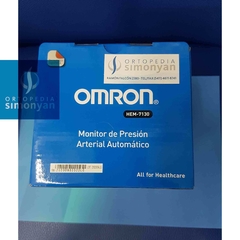 ORTOPEDIA
simonyan
ORTOPEDIA
simonyan
OMRON®
HEM-7130
Monitor de Presión
Arterial Automático
All for Healthcare